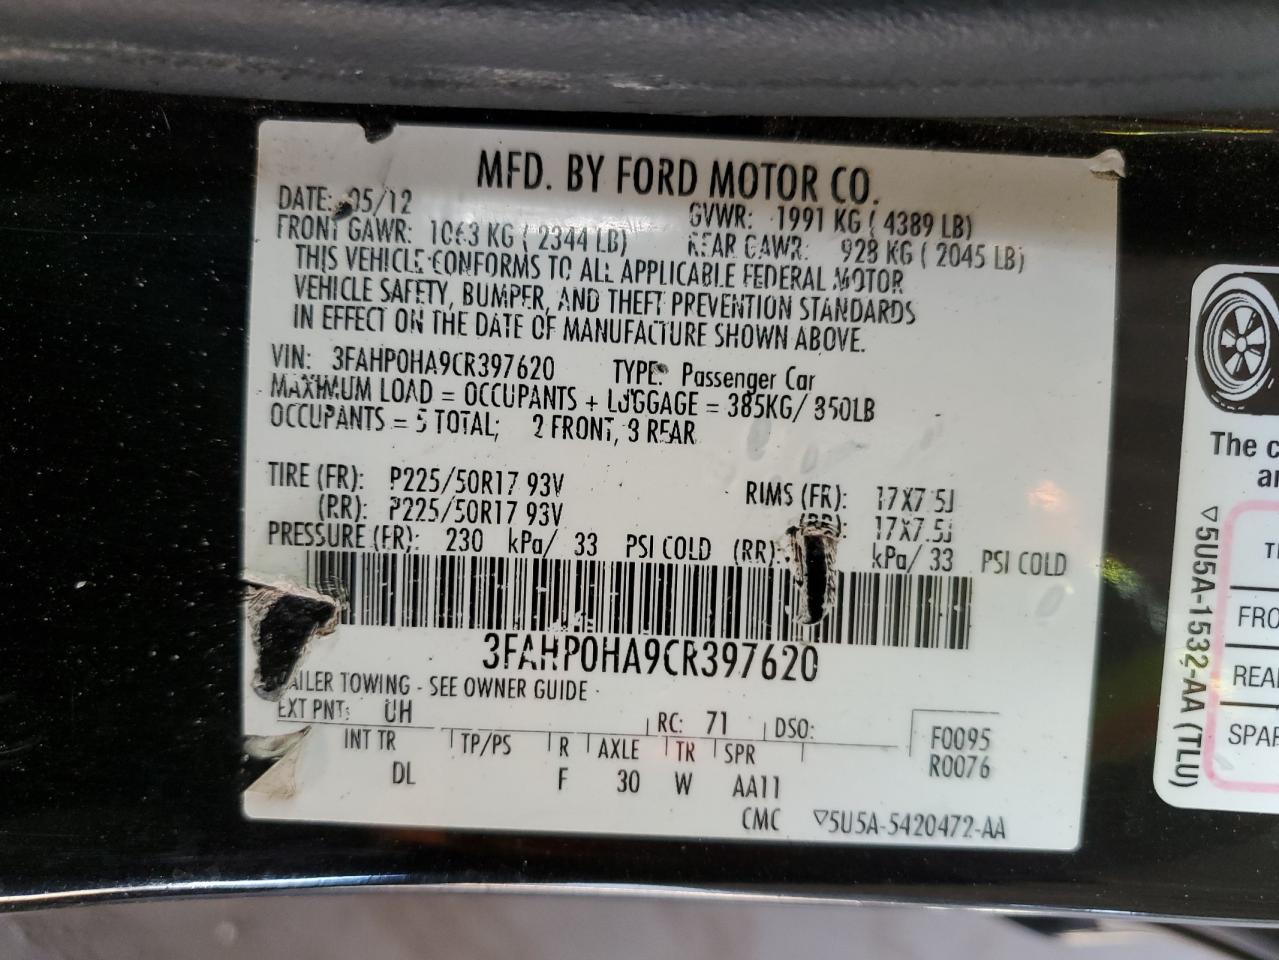 MFD. BY FORD MOTOR CO.
DATE: 05/12 GVWR: 1991 KG ( 4389 LB)
FRONT GAWR: 1063 KG ( 2344 LB) REAR GAWR: 928 KG ( 2045 LB)
THIS VEHICLE CONFORMS TO ALL APPLICABLE FEDERAL MOTOR
VEHICLE SAFETY, BUMPER, AND THEFT PREVENTION STANDARDS
IN EFFECT ON THE DATE OF MANUFACTURE SHOWN ABOVE.
VIN: 3FAHP0HA9CR397620 TYPE: Passenger Car
MAXIMUM LOAD = OCCUPANTS + LUGGAGE = 385KG/ 850LB
OCCUPANTS = 5 TOTAL; 2 FRONT, 3 REAR
TIRE (FR): P225/50R17 93V RIMS (FR): 17X7.5J
(RR): P225/50R17 93V (RR): 17X7.5J
PRESSURE (FR): 230 kPa/ 33 PSI COLD (RR): kPa/ 33 PSI COLD
3FAHP0HA9CR397620
AILER TOWING - SEE OWNER GUIDE -
EXT PNT: UH RC: 71 DSO:
INT TR TP/PS R AXLE TR SPR F0095
DL F 30 W AA11 R0076
CMC ▽5U5A-5420472-AA
The c
an
FRO
REA
SPAR
▽5U5A-1532-AA (TLU)